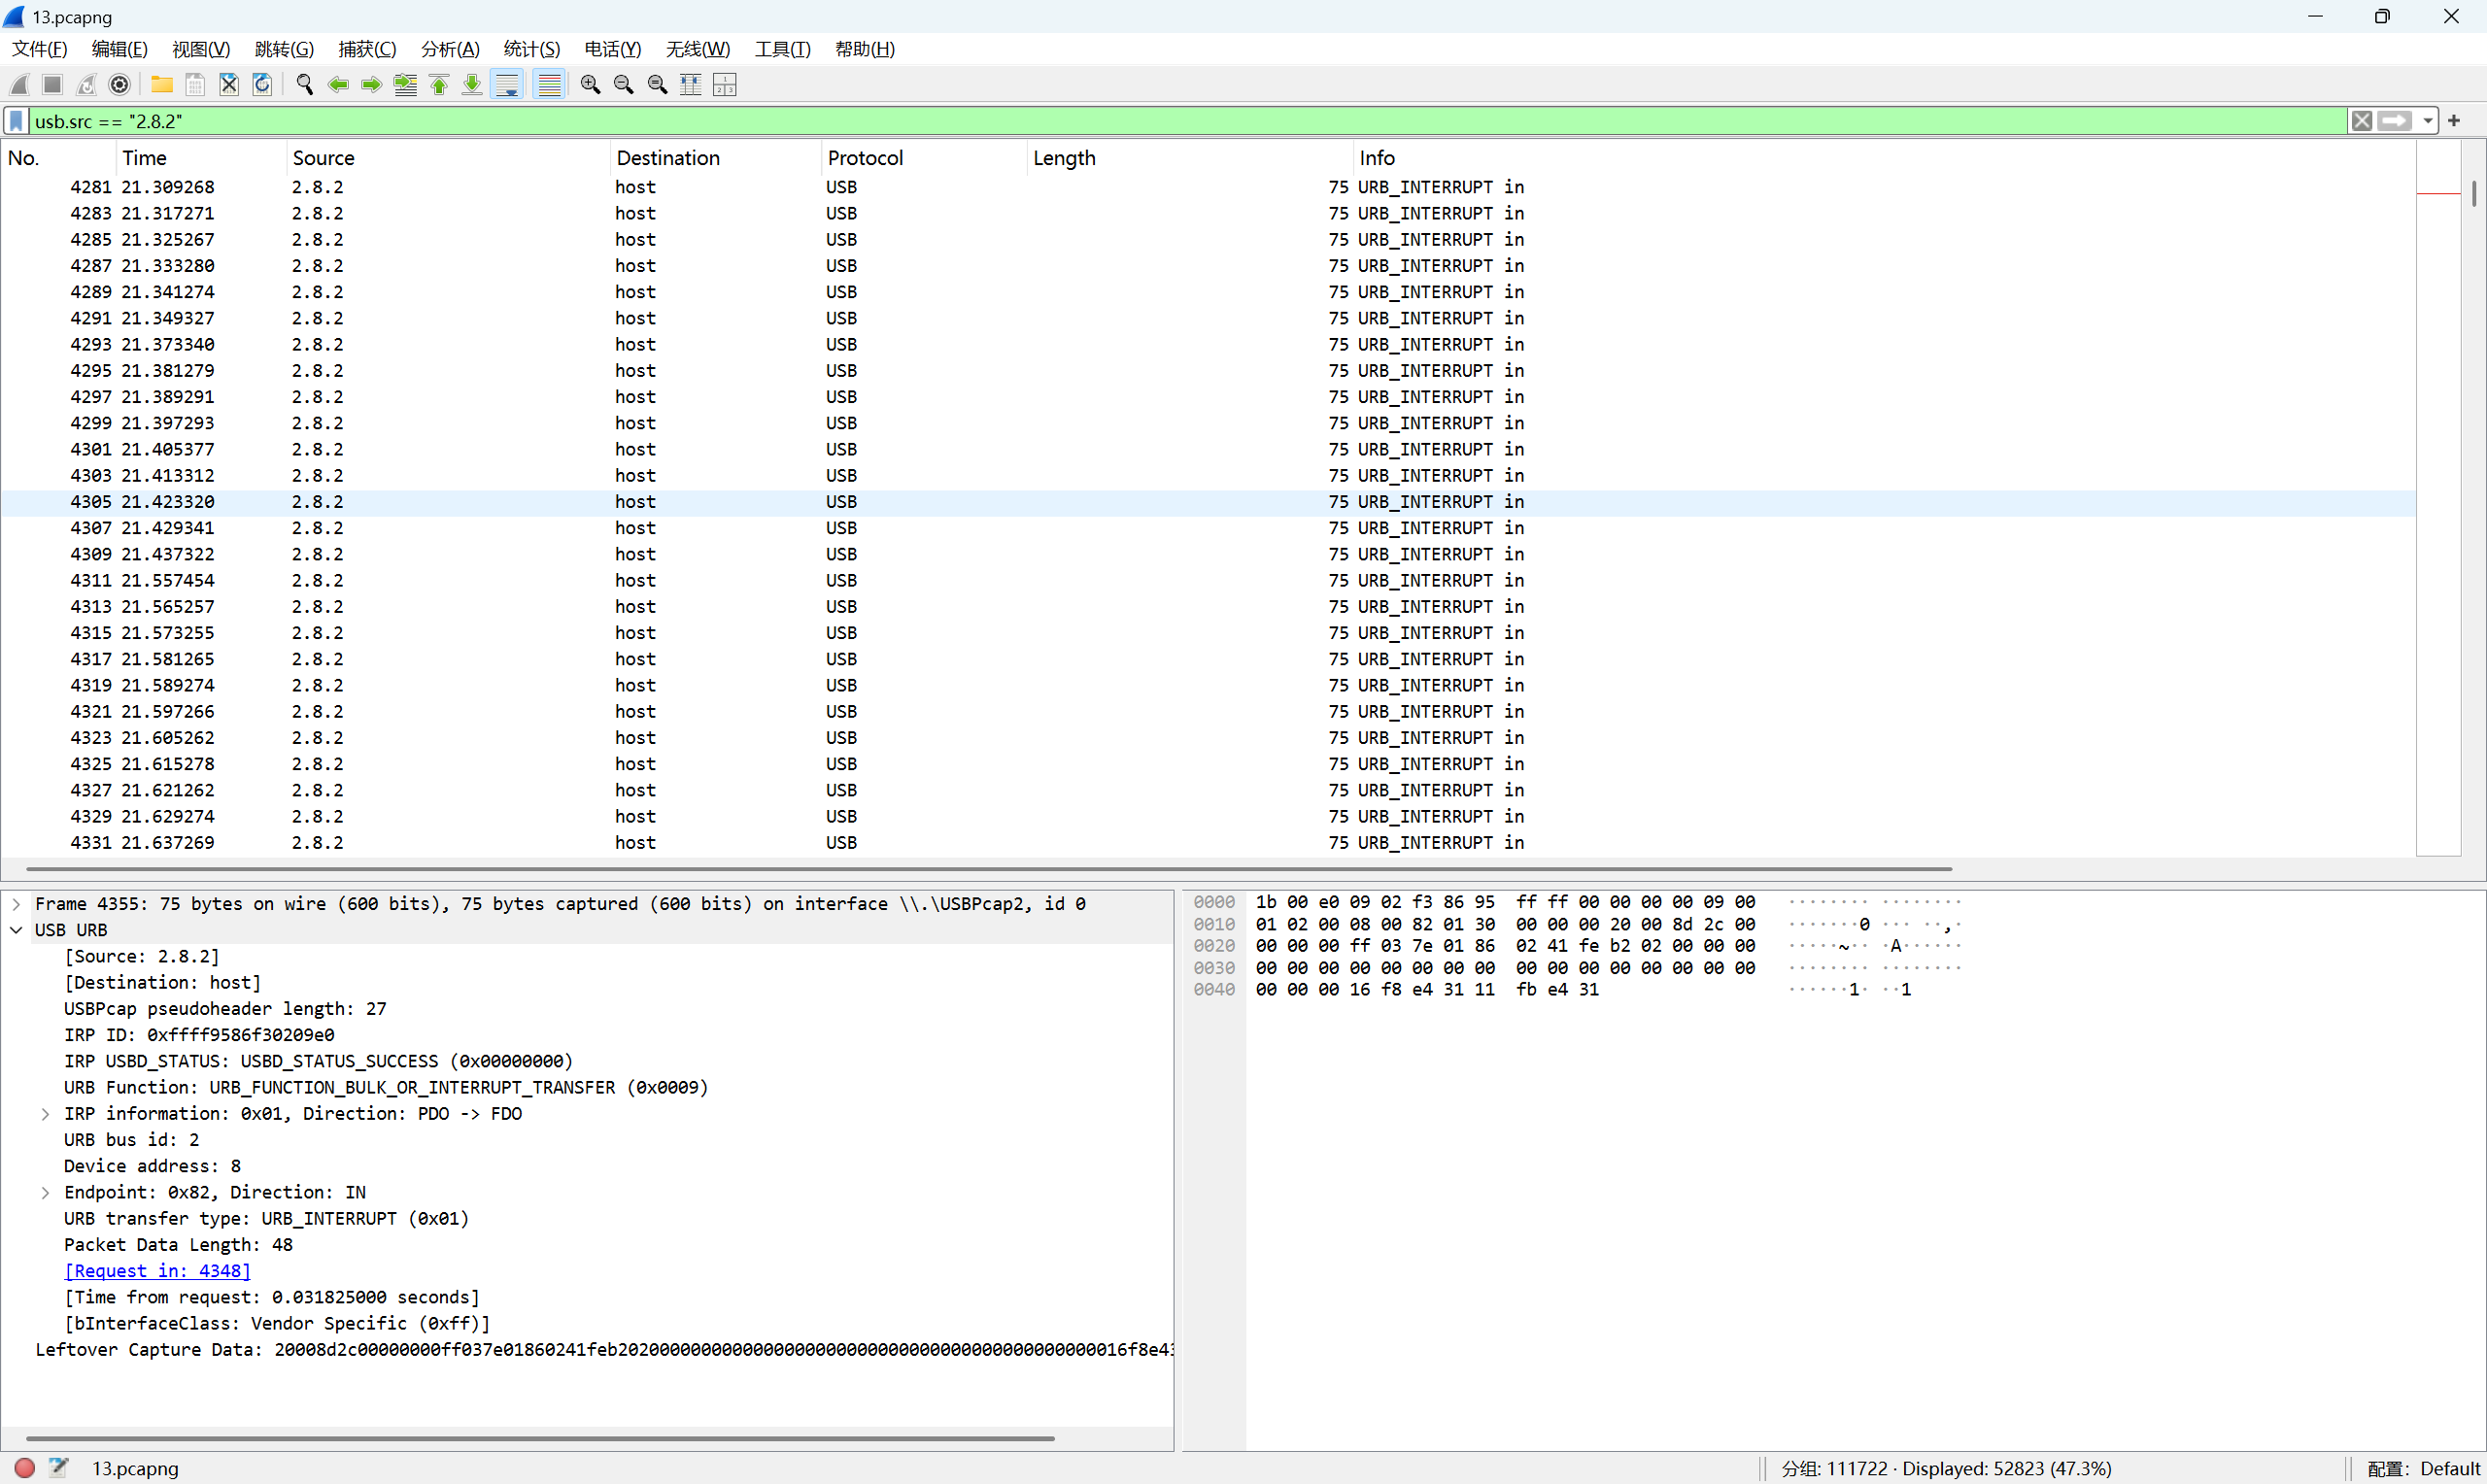 13.pcapng
文件(F) 编辑(E) 视图(V) 跳转(G) 捕获(C) 分析(A) 统计(S) 电话(Y) 无线(W) 工具(T) 帮助(H)
usb.src == "2.8.2"
No. Time Source Destination Protocol Length Info
4281 21.309268 2.8.2 host USB 75 URB_INTERRUPT in
4283 21.317271 2.8.2 host USB 75 URB_INTERRUPT in
4285 21.325267 2.8.2 host USB 75 URB_INTERRUPT in
4287 21.333280 2.8.2 host USB 75 URB_INTERRUPT in
4289 21.341274 2.8.2 host USB 75 URB_INTERRUPT in
4291 21.349327 2.8.2 host USB 75 URB_INTERRUPT in
4293 21.373340 2.8.2 host USB 75 URB_INTERRUPT in
4295 21.381279 2.8.2 host USB 75 URB_INTERRUPT in
4297 21.389291 2.8.2 host USB 75 URB_INTERRUPT in
4299 21.397293 2.8.2 host USB 75 URB_INTERRUPT in
4301 21.405377 2.8.2 host USB 75 URB_INTERRUPT in
4303 21.413312 2.8.2 host USB 75 URB_INTERRUPT in
4305 21.423320 2.8.2 host USB 75 URB_INTERRUPT in
4307 21.429341 2.8.2 host USB 75 URB_INTERRUPT in
4309 21.437322 2.8.2 host USB 75 URB_INTERRUPT in
4311 21.557454 2.8.2 host USB 75 URB_INTERRUPT in
4313 21.565257 2.8.2 host USB 75 URB_INTERRUPT in
4315 21.573255 2.8.2 host USB 75 URB_INTERRUPT in
4317 21.581265 2.8.2 host USB 75 URB_INTERRUPT in
4319 21.589274 2.8.2 host USB 75 URB_INTERRUPT in
4321 21.597266 2.8.2 host USB 75 URB_INTERRUPT in
4323 21.605262 2.8.2 host USB 75 URB_INTERRUPT in
4325 21.615278 2.8.2 host USB 75 URB_INTERRUPT in
4327 21.621262 2.8.2 host USB 75 URB_INTERRUPT in
4329 21.629274 2.8.2 host USB 75 URB_INTERRUPT in
4331 21.637269 2.8.2 host USB 75 URB_INTERRUPT in
Frame 4355: 75 bytes on wire (600 bits), 75 bytes captured (600 bits) on interface \\.\USBPcap2, id 0
USB URB
[Source: 2.8.2]
[Destination: host]
USBPcap pseudoheader length: 27
IRP ID: 0xffff9586f30209e0
IRP USBD_STATUS: USBD_STATUS_SUCCESS (0x00000000)
URB Function: URB_FUNCTION_BULK_OR_INTERRUPT_TRANSFER (0x0009)
IRP information: 0x01, Direction: PDO -> FDO
URB bus id: 2
Device address: 8
Endpoint: 0x82, Direction: IN
URB transfer type: URB_INTERRUPT (0x01)
Packet Data Length: 48
[Request in: 4348]
[Time from request: 0.031825000 seconds]
[bInterfaceClass: Vendor Specific (0xff)]
Leftover Capture Data: 20008d2c00000000ff037e01860241feb20200000000000000000000000000000000000000000016f8e43
0000 1b 00 e0 09 02 f3 86 95 ff ff 00 00 00 00 09 00 ········ ········
0010 01 02 00 08 00 82 01 30 00 00 00 20 00 8d 2c 00 ·······0 ··· ··,·
0020 00 00 00 ff 03 7e 01 86 02 41 fe b2 02 00 00 00 ·····~·· ·A······
0030 00 00 00 00 00 00 00 00 00 00 00 00 00 00 00 00 ········ ········
0040 00 00 00 16 f8 e4 31 11 fb e4 31 ······1· ··1
13.pcapng
分组: 111722 · Displayed: 52823 (47.3%)
配置: Default